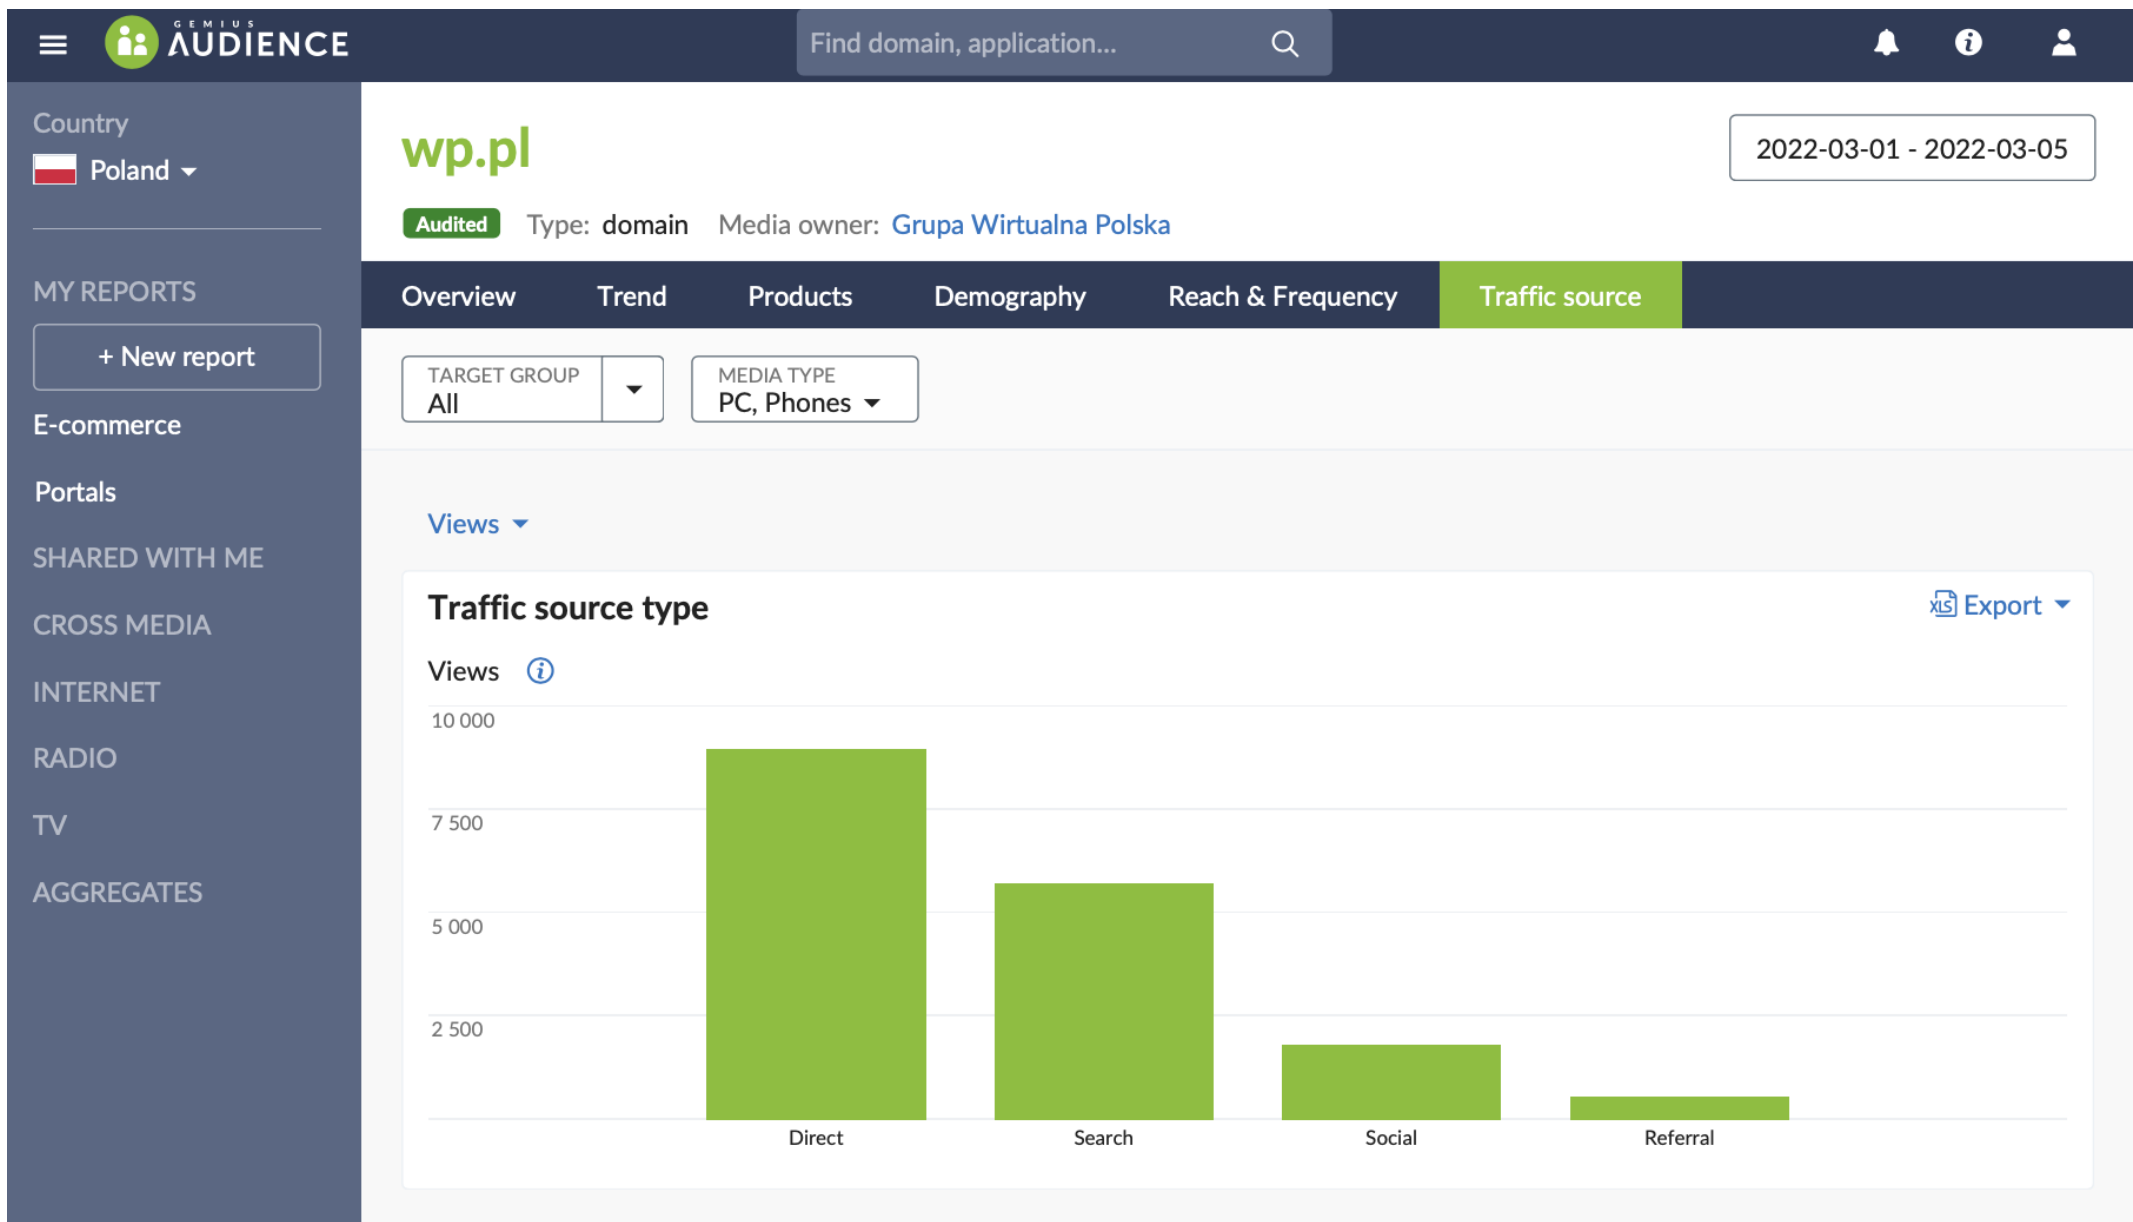 GEMIUS
AUDIENCE
Find domain, application...
Country
Poland
MY REPORTS
+ New report
E-commerce
Portals
SHARED WITH ME
CROSS MEDIA
INTERNET
RADIO
TV
AGGREGATES
wp.pl
2022-03-01 - 2022-03-05
Audited Type: domain Media owner: Grupa Wirtualna Polska
Overview Trend Products Demography Reach & Frequency Traffic source
TARGET GROUP
All
MEDIA TYPE
PC, Phones
Views
Traffic source type
XLS Export
Views
10 000
7 500
5 000
2 500
Direct Search Social Referral